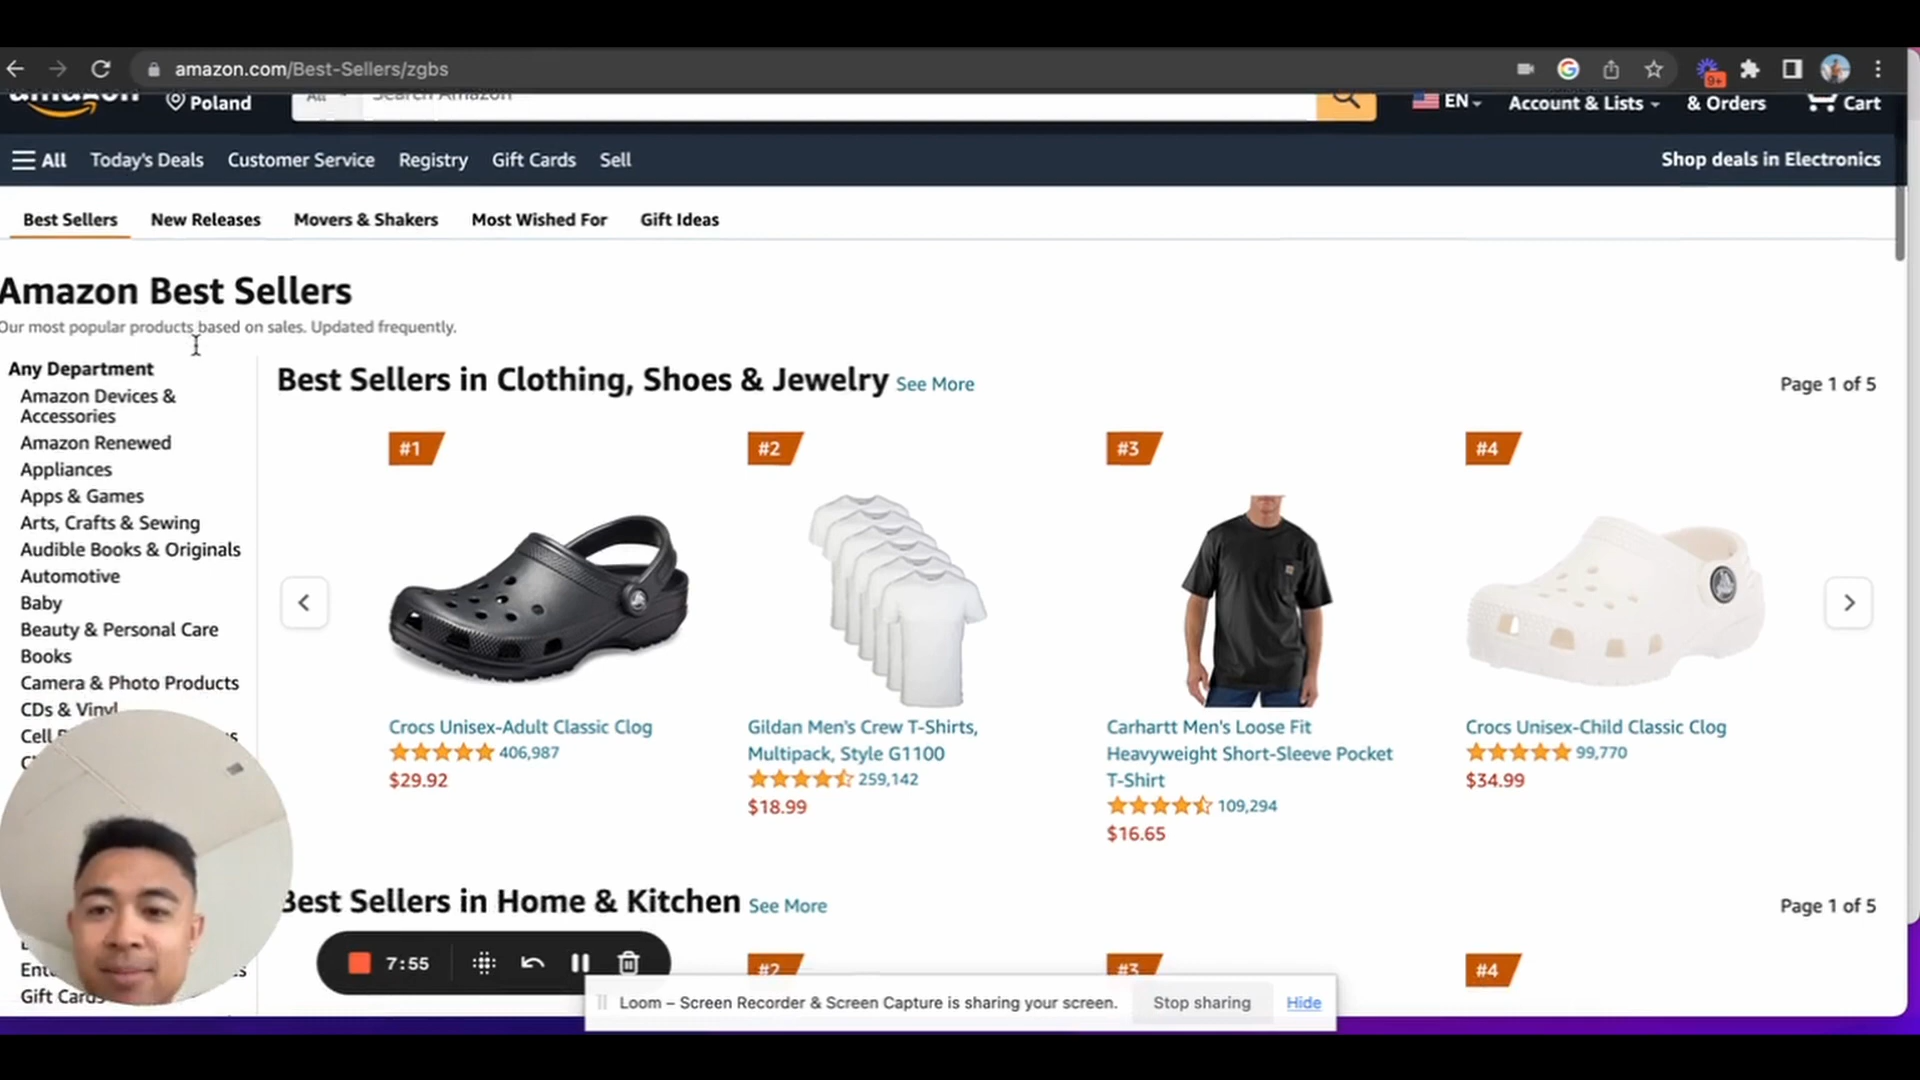 amazon.com/Best-Sellers/zgbs
9+
amazon
Poland
All
Search Amazon
EN
Account & Lists
& Orders
Cart
All
Today's Deals
Customer Service
Registry
Gift Cards
Sell
Shop deals in Electronics
Best Sellers
New Releases
Movers & Shakers
Most Wished For
Gift Ideas
Amazon Best Sellers
Our most popular products based on sales. Updated frequently.
Any Department
Amazon Devices &
Accessories
Amazon Renewed
Appliances
Apps & Games
Arts, Crafts & Sewing
Audible Books & Originals
Automotive
Baby
Beauty & Personal Care
Books
Camera & Photo Products
CDs & Vinyl
Cell
Gift Cards
Best Sellers in Clothing, Shoes & Jewelry See More
Page 1 of 5
#1
Crocs Unisex-Adult Classic Clog
406,987
$29.92
#2
Gildan Men's Crew T-Shirts,
Multipack, Style G1100
259,142
$18.99
#3
Carhartt Men's Loose Fit
Heavyweight Short-Sleeve Pocket
T-Shirt
109,294
$16.65
#4
Crocs Unisex-Child Classic Clog
99,770
$34.99
Best Sellers in Home & Kitchen See More
Page 1 of 5
#2
#3
#4
7:55
Loom – Screen Recorder & Screen Capture is sharing your screen.
Stop sharing
Hide